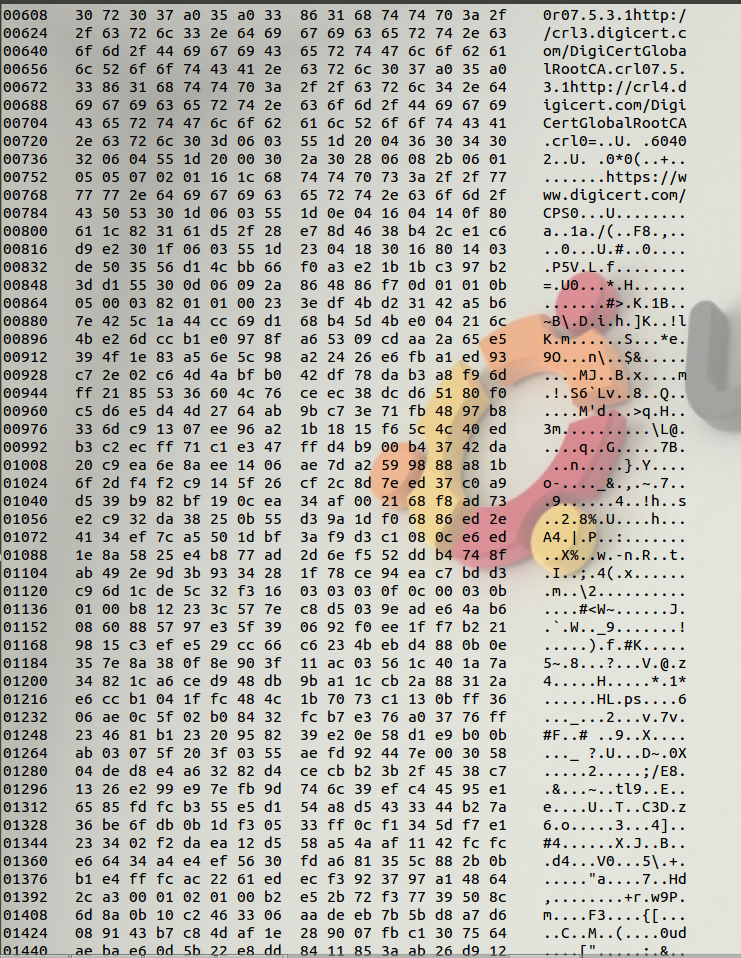 00608 30 72 30 37 a0 35 a0 33 86 31 68 74 74 70 3a 2f 0r07.5.3.1http:/
00624 2f 63 72 6c 33 2e 64 69 67 69 63 65 72 74 2e 63 /crl3.digicert.c
00640 6f 6d 2f 44 69 67 69 43 65 72 74 47 6c 6f 62 61 om/DigiCertGloba
00656 6c 52 6f 6f 74 43 41 2e 63 72 6c 30 37 a0 35 a0 lRootCA.crl07.5.
00672 33 86 31 68 74 74 70 3a 2f 2f 63 72 6c 34 2e 64 3.1http://crl4.d
00688 69 67 69 63 65 72 74 2e 63 6f 6d 2f 44 69 67 69 igicert.com/Digi
00704 43 65 72 74 47 6c 6f 62 61 6c 52 6f 6f 74 43 41 CertGlobalRootCA
00720 2e 63 72 6c 30 3d 06 03 55 1d 20 04 36 30 34 30 .crl0=..U. .6040
00736 32 06 04 55 1d 20 00 30 2a 30 28 06 08 2b 06 01 2..U. .0*0(..+..
00752 05 05 07 02 01 16 1c 68 74 74 70 73 3a 2f 2f 77 .......https://w
00768 77 77 2e 64 69 67 69 63 65 72 74 2e 63 6f 6d 2f ww.digicert.com/
00784 43 50 53 30 1d 06 03 55 1d 0e 04 16 04 14 0f 80 CPS0...U........
00800 61 1c 82 31 61 d5 2f 28 e7 8d 46 38 b4 2c e1 c6 a..1a./(..F8.,..
00816 d9 e2 30 1f 06 03 55 1d 23 04 18 30 16 80 14 03 ..0...U.#..0....
00832 de 50 35 56 d1 4c bb 66 f0 a3 e2 1b 1b c3 97 b2 .P5V.L.f........
00848 3d d1 55 30 0d 06 09 2a 86 48 86 f7 0d 01 01 0b =.U0...*.H......
00864 05 00 03 82 01 01 00 23 3e df 4b d2 31 42 a5 b6 .......#>.K.1B..
00880 7e 42 5c 1a 44 cc 69 d1 68 b4 5d 4b e0 04 21 6c ~B\.D.i.h.]K..!l
00896 4b e2 6d cc b1 e0 97 8f a6 53 09 cd aa 2a 65 e5 K.m......S...*e.
00912 39 4f 1e 83 a5 6e 5c 98 a2 24 26 e6 fb a1 ed 93 9O...n\..$&.....
00928 c7 2e 02 c6 4d 4a bf b0 42 df 78 da b3 a8 f9 6d ....MJ..B.x....m
00944 ff 21 85 53 36 60 4c 76 ce ec 38 dc d6 51 80 f0 .!.S6`Lv..8..Q..
00960 c5 d6 e5 d4 4d 27 64 ab 9b c7 3e 71 fb 48 97 b8 ....M'd...>q.H..
00976 33 6d c9 13 07 ee 96 a2 1b 18 15 f6 5c 4c 40 ed 3m..........\L@.
00992 b3 c2 ec ff 71 c1 e3 47 ff d4 b9 00 b4 37 42 da ....q..G.....7B.
01008 20 c9 ea 6e 8a ee 14 06 ae 7d a2 59 98 88 a8 1b ..n.....}.Y....
01024 6f 2d f4 f2 c9 14 5f 26 cf 2c 8d 7e ed 37 c0 a9 o-...._&.,.~.7..
01040 d5 39 b9 82 bf 19 0c ea 34 af 00 21 68 f8 ad 73 .9......4..!h..s
01056 e2 c9 32 da 38 25 0b 55 d3 9a 1d f0 68 86 ed 2e ..2.8%.U....h...
01072 41 34 ef 7c a5 50 1d bf 3a f9 d3 c1 08 0c e6 ed A4.|.P..:.......
01088 1e 8a 58 25 e4 b8 77 ad 2d 6e f5 52 dd b4 74 8f ..X%..w.-n.R..t.
01104 ab 49 2e 9d 3b 93 34 28 1f 78 ce 94 ea c7 bd d3 .I..;.4(.x......
01120 c9 6d 1c de 5c 32 f3 16 03 03 03 0f 0c 00 03 0b .m..\2..........
01136 01 00 b8 12 23 3c 57 7e c8 d5 03 9e ad e6 4a b6 ....#<W~......J.
01152 08 60 88 57 97 e3 5f 39 06 92 f0 ee 1f f7 b2 21 .`.W.._9.......!
01168 98 15 c3 ef e5 29 cc 66 c6 23 4b eb d4 88 0b 0e .....).f.#K.....
01184 35 7e 8a 38 0f 8e 90 3f 11 ac 03 56 1c 40 1a 7a 5~.8...?...V.@.z
01200 34 82 1c a6 ce d9 48 db 9b a1 1c cb 2a 88 31 2a 4.....H.....*.1*
01216 e6 cc b1 04 1f fc 48 4c 1b 70 73 c1 13 0b ff 36 ......HL.ps....6
01232 06 ae 0c 5f 02 b0 84 32 fc b7 e3 76 a0 37 76 ff ..._...2...v.7v.
01248 23 46 81 b1 23 20 95 82 39 e2 0e 58 d1 e9 b0 0b #F..# ..9..X....
01264 ab 03 07 5f 20 3f 03 55 ae fd 92 44 7e 00 30 58 ..._ ?.U...D~.0X
01280 04 de d8 e4 a6 32 82 d4 ce cb b2 3b 2f 45 38 c7 .....2.....;/E8.
01296 13 26 e2 99 e9 7e fb 9d 74 6c 39 ef c4 45 95 e1 .&...~..tl9..E..
01312 65 85 fd fc b3 55 e5 d1 54 a8 d5 43 33 44 b2 7a e....U..T..C3D.z
01328 36 be 6f db 0b 1d f3 05 33 ff 0c f1 34 5d f7 e1 6.o.....3...4]..
01344 23 34 02 f2 da ea 12 d5 58 a5 4a af 11 42 fc fc #4......X.J..B..
01360 e6 64 34 a4 e4 ef 56 30 fd a6 81 35 5c 88 2b 0b .d4...V0...5\.+.
01376 b1 e4 ff fc ac 22 61 ed ec f3 92 37 97 a1 48 64 ....."a....7..Hd
01392 2c a3 00 01 02 01 00 b2 e5 2b 72 f3 77 39 50 8c ,........+r.w9P.
01408 6d 8a 0b 10 c2 46 33 06 aa de eb 7b 5b d8 a7 d6 m....F3....{[...
01424 08 91 43 b7 c8 4d af 1e 28 90 07 fb c1 30 75 64 ..C..M..(....0ud
01440 ae ba e6 0d 5b 22 e8 dd 84 11 85 3a ab 26 d9 12 ....[".....:.&..